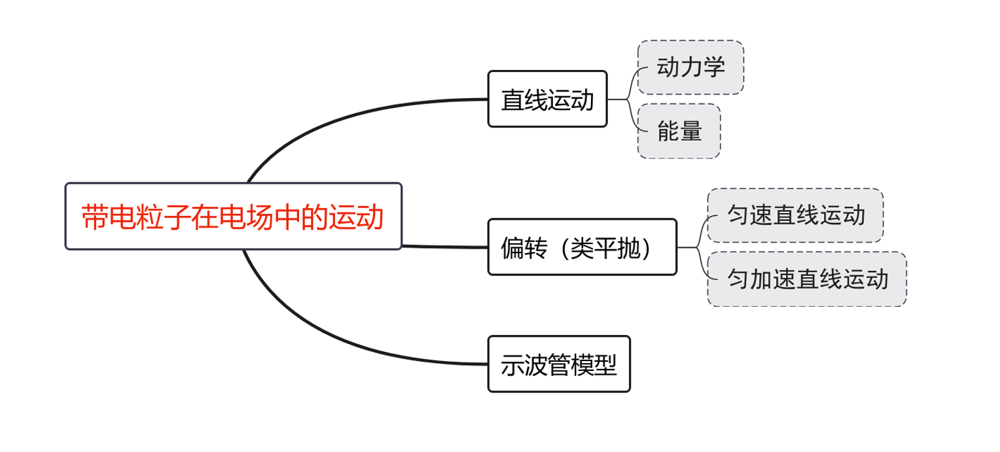 带电粒子在电场中的运动
直线运动
动力学
能量
偏转（类平抛）
匀速直线运动
匀加速直线运动
示波管模型